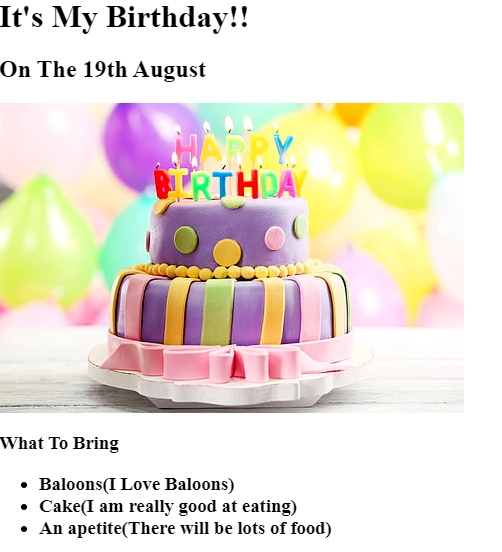 It's My Birthday!!
On The 19th August
HAPPY
BIRTHDAY
What To Bring
Baloons(I Love Baloons)
Cake(I am really good at eating)
An apetite(There will be lots of food)